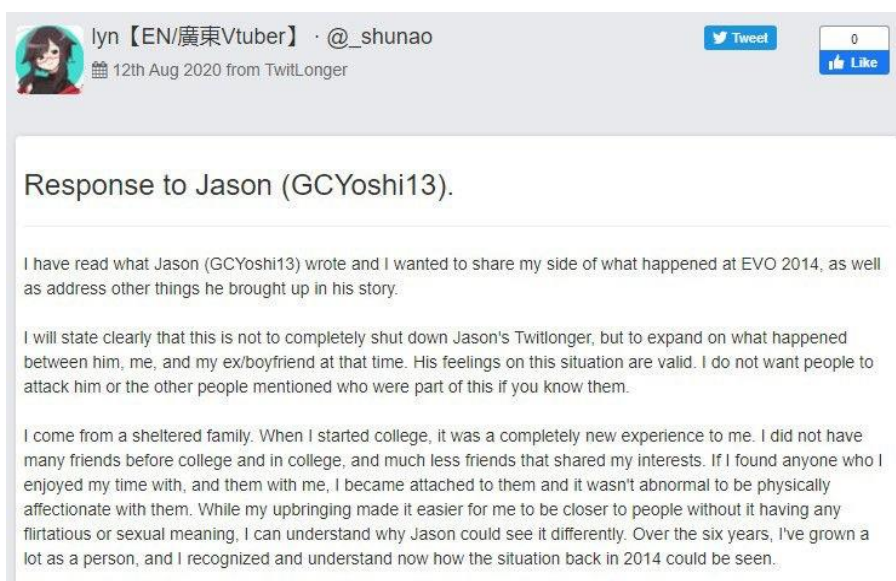 lyn【EN/廣東Vtuber】 · @_shunao
Tweet
0
Like
12th Aug 2020 from TwitLonger
Response to Jason (GCYoshi13).
I have read what Jason (GCYoshi13) wrote and I wanted to share my side of what happened at EVO 2014, as well
as address other things he brought up in his story.
I will state clearly that this is not to completely shut down Jason's Twitlonger, but to expand on what happened
between him, me, and my ex/boyfriend at that time. His feelings on this situation are valid. I do not want people to
attack him or the other people mentioned who were part of this if you know them.
I come from a sheltered family. When I started college, it was a completely new experience to me. I did not have
many friends before college and in college, and much less friends that shared my interests. If I found anyone who I
enjoyed my time with, and them with me, I became attached to them and it wasn't abnormal to be physically
affectionate with them. While my upbringing made it easier for me to be closer to people without it having any
flirtatious or sexual meaning, I can understand why Jason could see it differently. Over the six years, I've grown a
lot as a person, and I recognized and understand now how the situation back in 2014 could be seen.